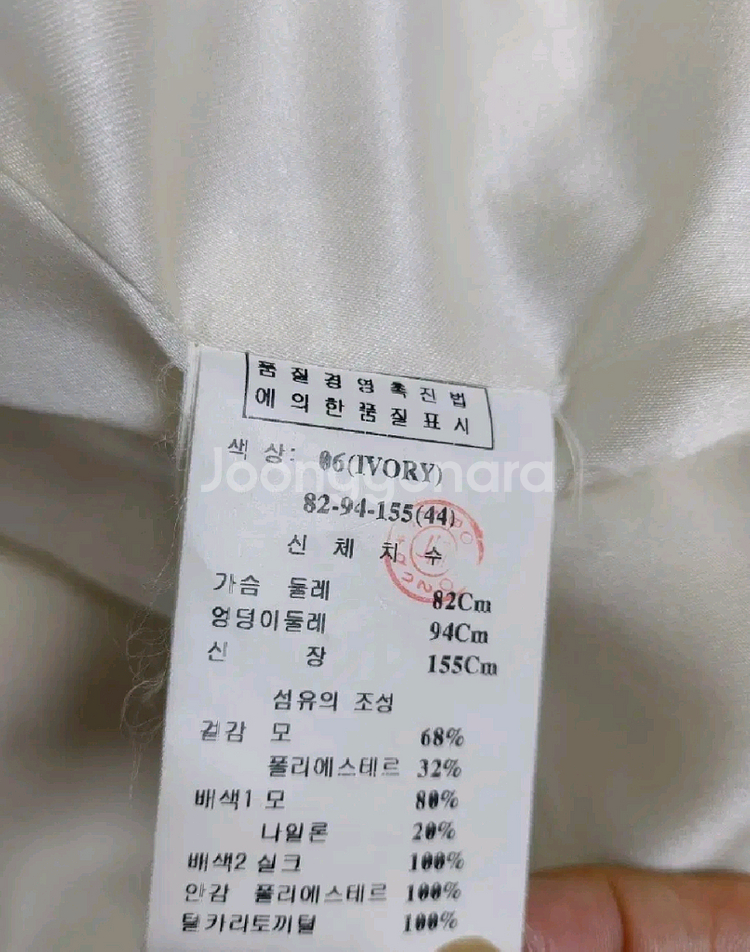 품질경영촉진법
에의한품질표시
색상: 06(IVORY)
Joonggonara
82-94-155(44)
신체치수
가슴 둘레 82Cm
엉덩이둘레 94Cm
신 장 155Cm
섬유의 조성
겉감 모 68%
폴리에스테르 32%
배색1 모 80%
나일론 20%
배색2 실크 100%
안감 폴리에스테르 100%
털카리토끼털 100%